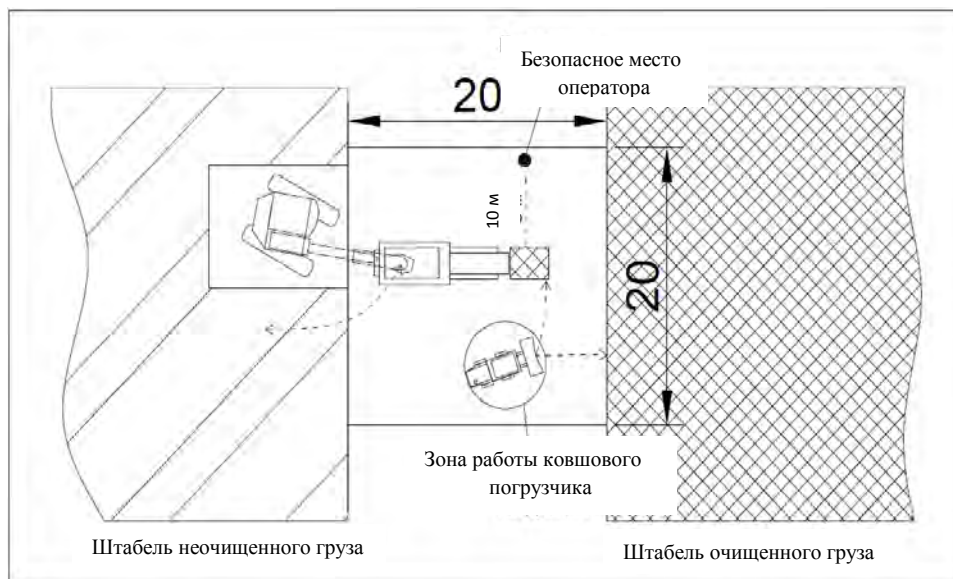 Безопасное место
оператора
20
10 м
20
Зона работы ковшового
погрузчика
Штабель неочищенного груза
Штабель очищенного груза